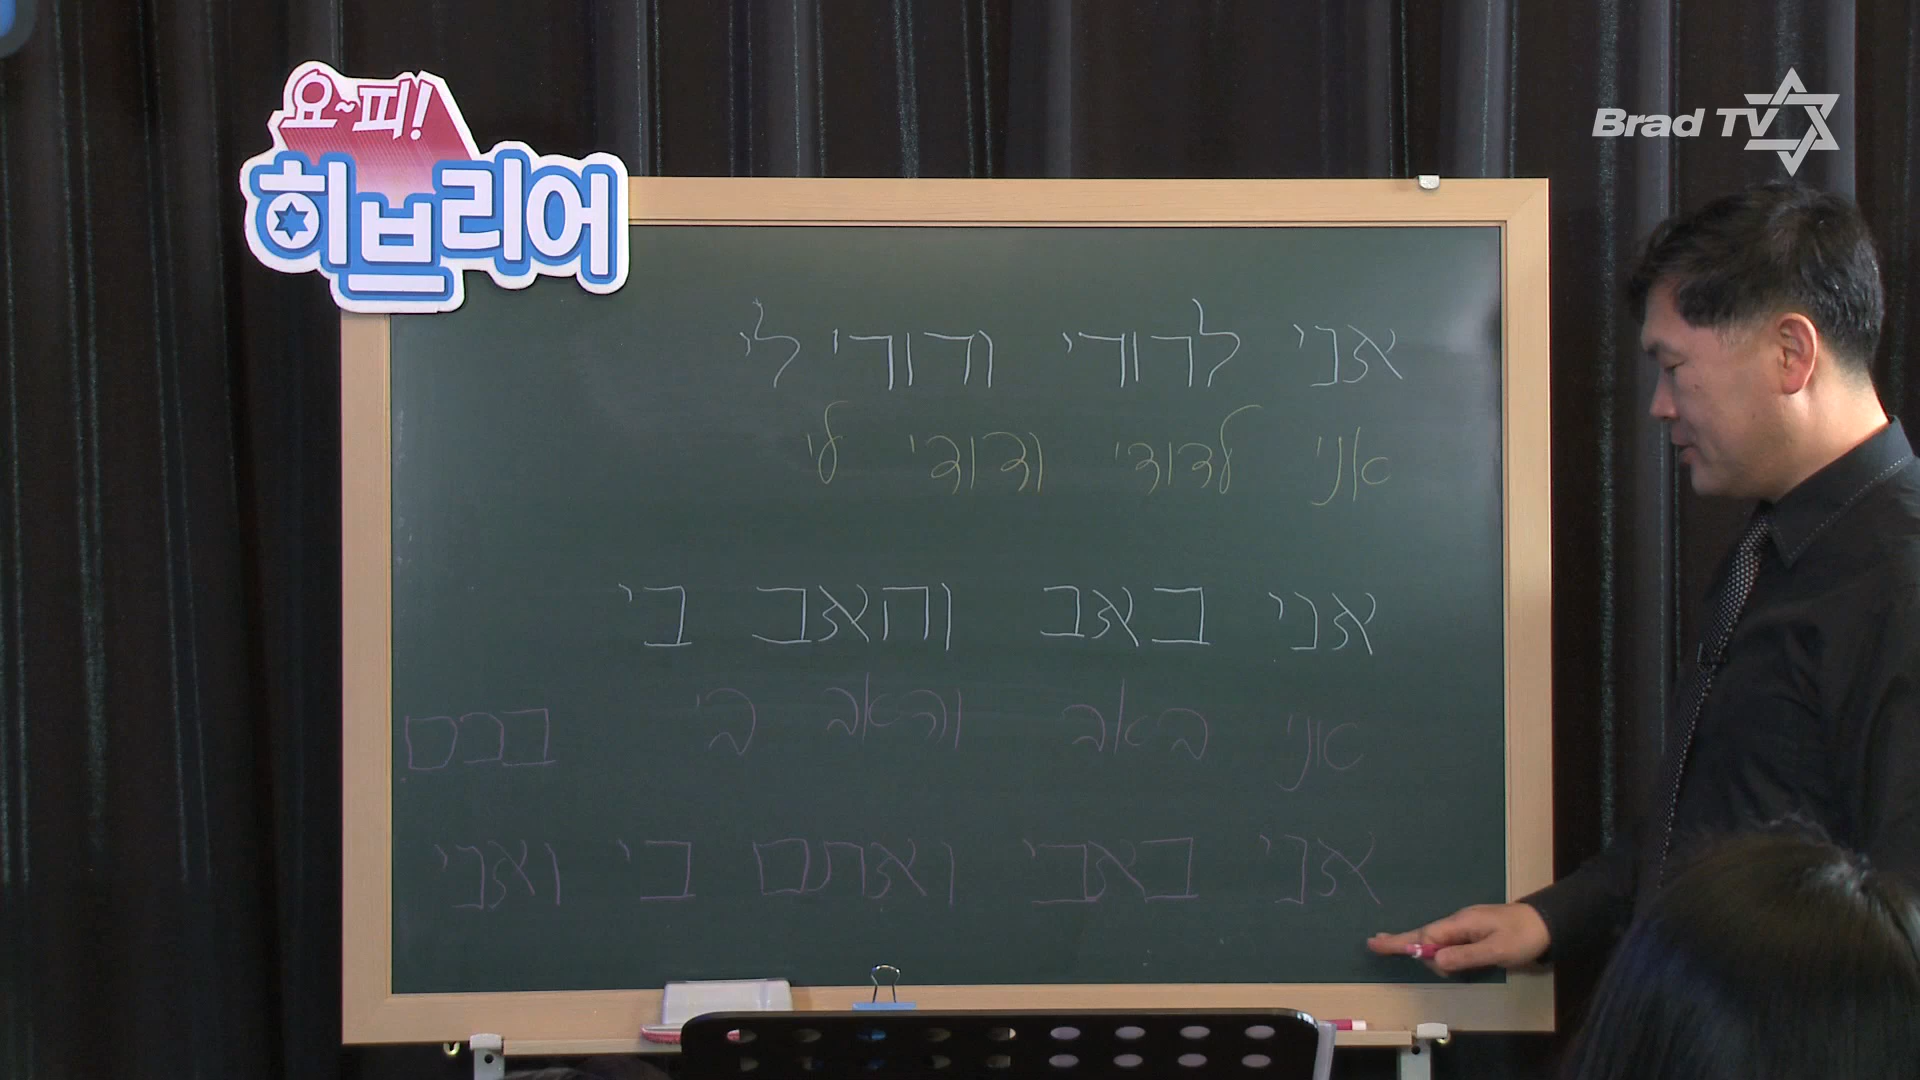 요~피!
히브리어
Brad TV
אני לדודי ודודי לי
אני לדודי ודודי לי
אני באב והאב בי
אני באב והאב בי
בכם
אני באבי ואתם בי ואני